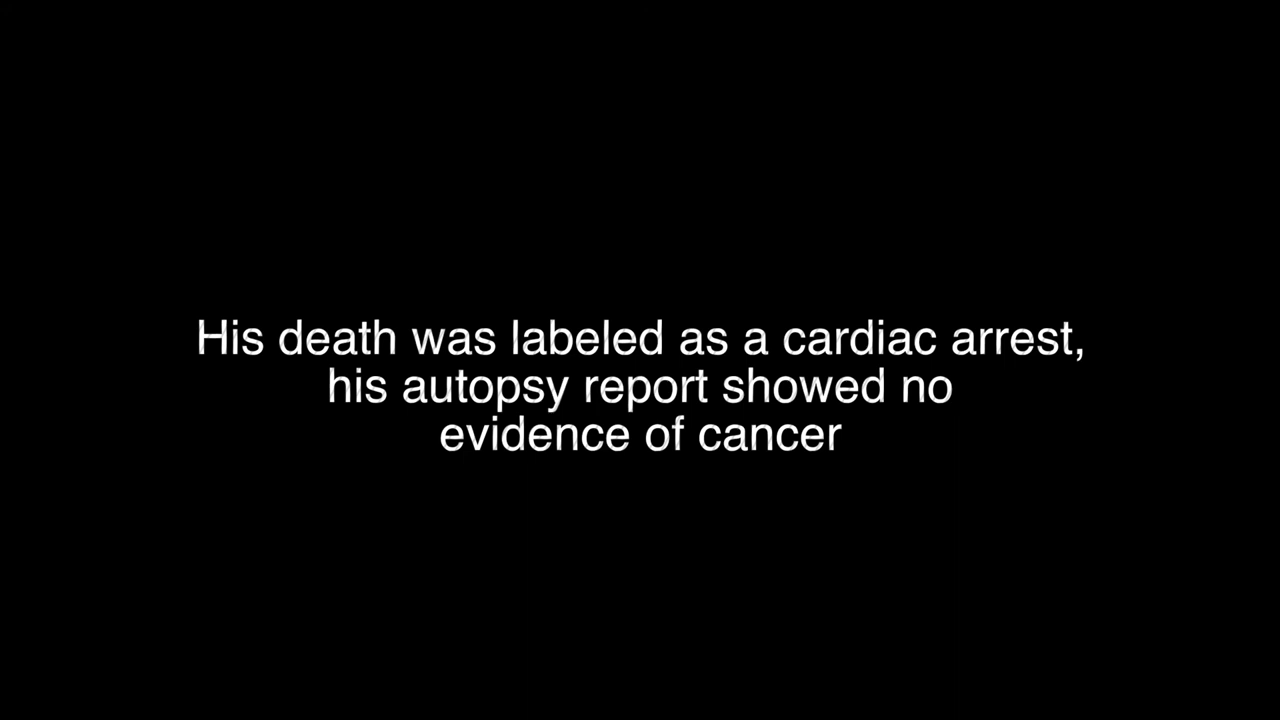 His death was labeled as a cardiac arrest,
his autopsy report showed no
evidence of cancer